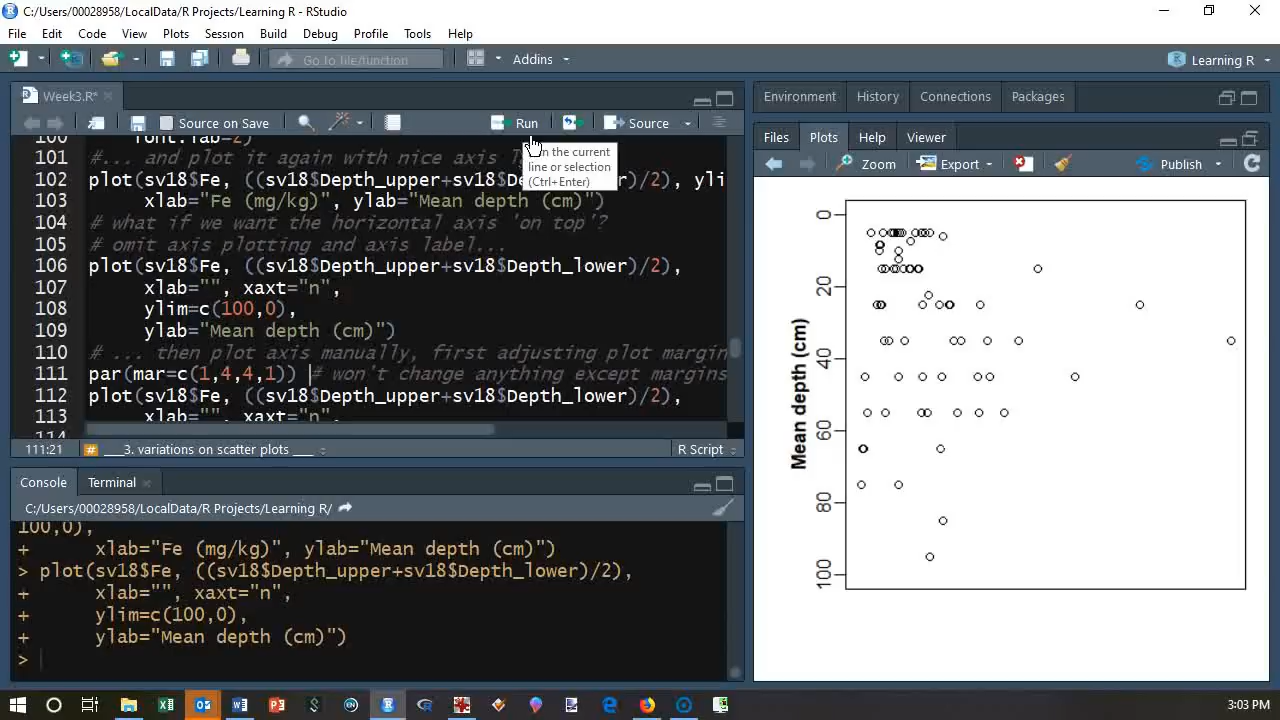 C:/Users/00028958/LocalData/R Projects/Learning R - RStudio
File Edit Code View Plots Session Build Debug Profile Tools Help
Go to file/function Addins Learning R
Week3.R*
Source on Save Run Source
101 #... and plot it again with nice axis
102 plot(sv18$Fe, ((sv18$Depth_upper+sv18$De )/2), yli
103 xlab="Fe (mg/kg)", ylab="Mean depth (cm)")
104 # what if we want the horizontal axis 'on top'?
105 # omit axis plotting and axis label...
106 plot(sv18$Fe, ((sv18$Depth_upper+sv18$Depth_lower)/2),
107 xlab="", xaxt="n",
108 ylim=c(100,0),
109 ylab="Mean depth (cm)")
110 # ... then plot axis manually, first adjusting plot margin
111 par(mar=c(1,4,4,1)) # won't change anything except margins
112 plot(sv18$Fe, ((sv18$Depth_upper+sv18$Depth_lower)/2),
113 xlab="", xaxt="n",
the current
line or selection
(Ctrl+Enter)
111:21 # ___3. variations on scatter plots ___ R Script
Console Terminal
C:/Users/00028958/LocalData/R Projects/Learning R/
100,0),
+ xlab="Fe (mg/kg)", ylab="Mean depth (cm)")
> plot(sv18$Fe, ((sv18$Depth_upper+sv18$Depth_lower)/2),
+ xlab="", xaxt="n",
+ ylim=c(100,0),
+ ylab="Mean depth (cm)")
>
Environment History Connections Packages
Files Plots Help Viewer
Zoom Export Publish
Mean depth (cm)
0
20
40
60
80
100
3:03 PM